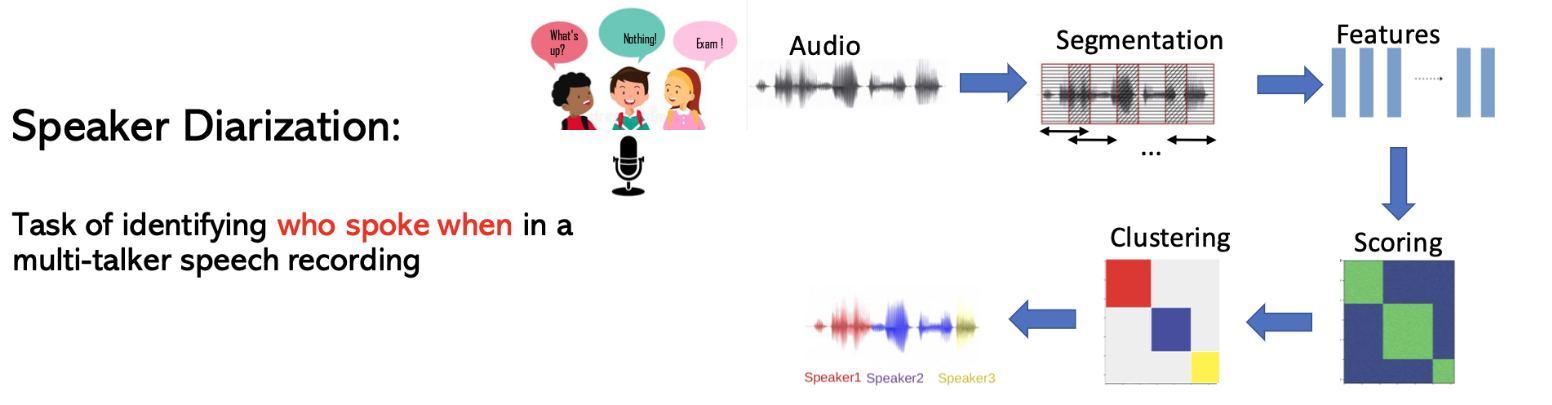 Speaker Diarization:
Task of identifying who spoke when in a
multi-talker speech recording
What's
up?
Nothing!
Exam !
Audio
Segmentation
...
Features
Scoring
Clustering
Speaker1 Speaker2 Speaker3